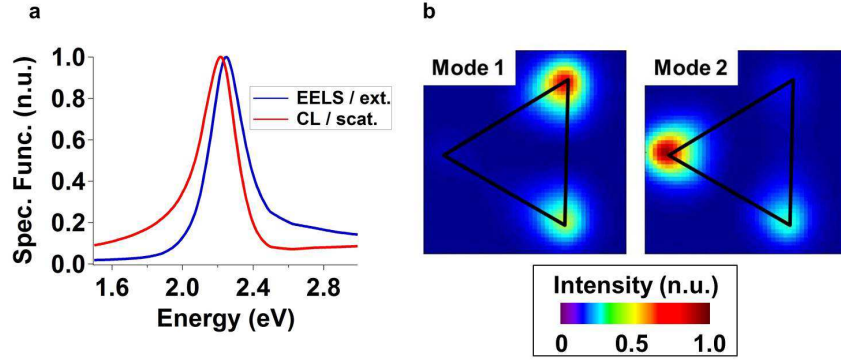 a
Spec. Func. (n.u.)
1.0
0.8
0.6
0.4
0.2
0.0
EELS / ext.
CL / scat.
1.6
2.0
2.4
2.8
Energy (eV)
b
Mode 1
Mode 2
Intensity (n.u.)
0
0.5
1.0